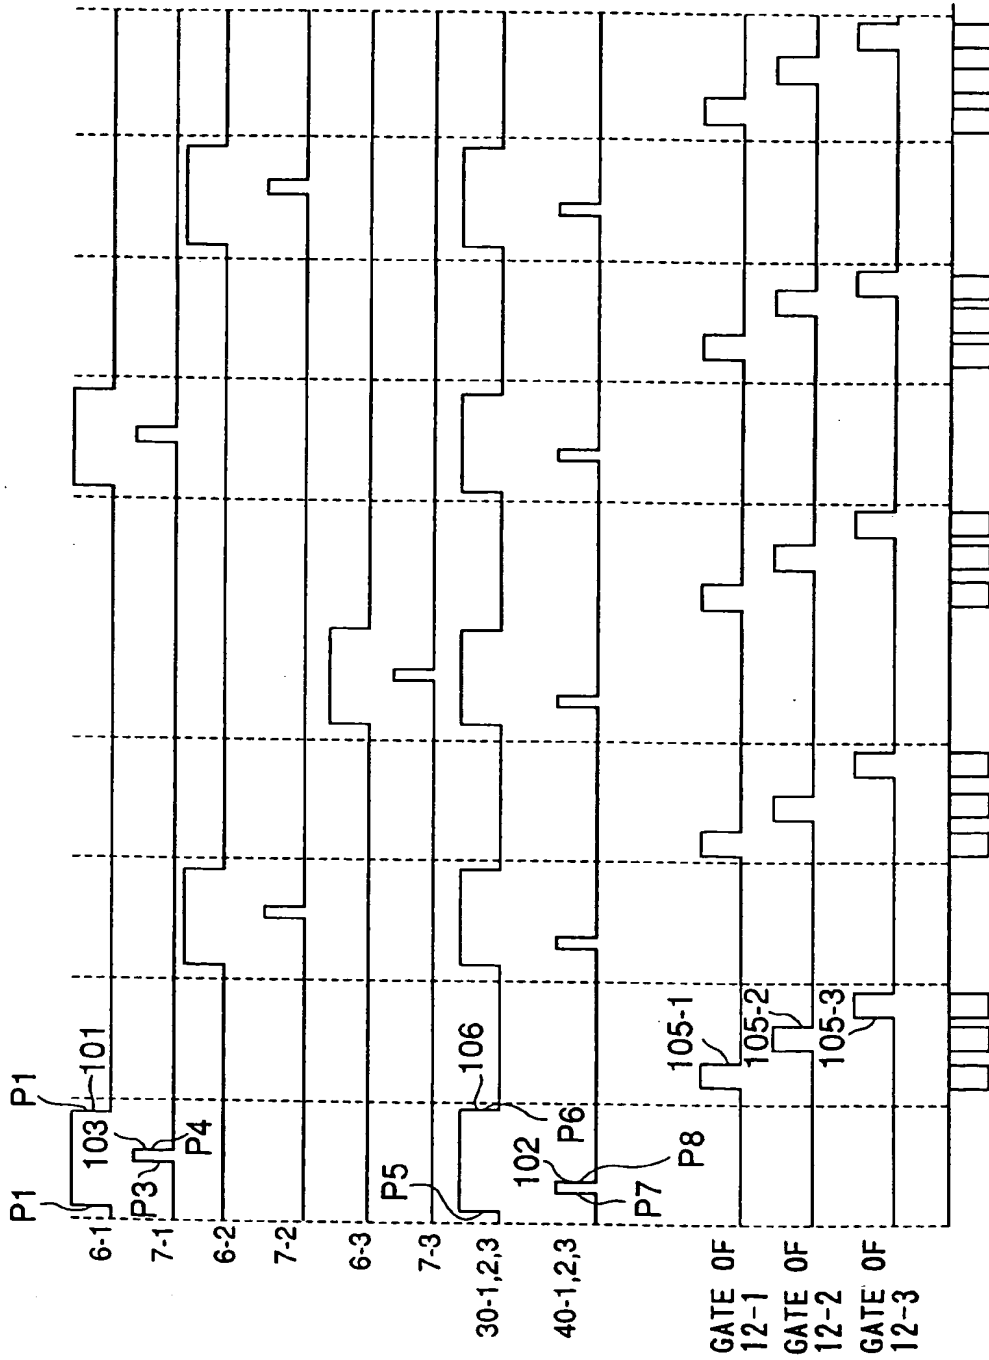 P1
P1
101
6-1
103
P3
P4
7-1
6-2
7-2
6-3
7-3
P5
106
P6
30-1,2,3
102
P7
P8
40-1,2,3
105-1
GATE OF
12-1
105-2
GATE OF
12-2
105-3
GATE OF
12-3